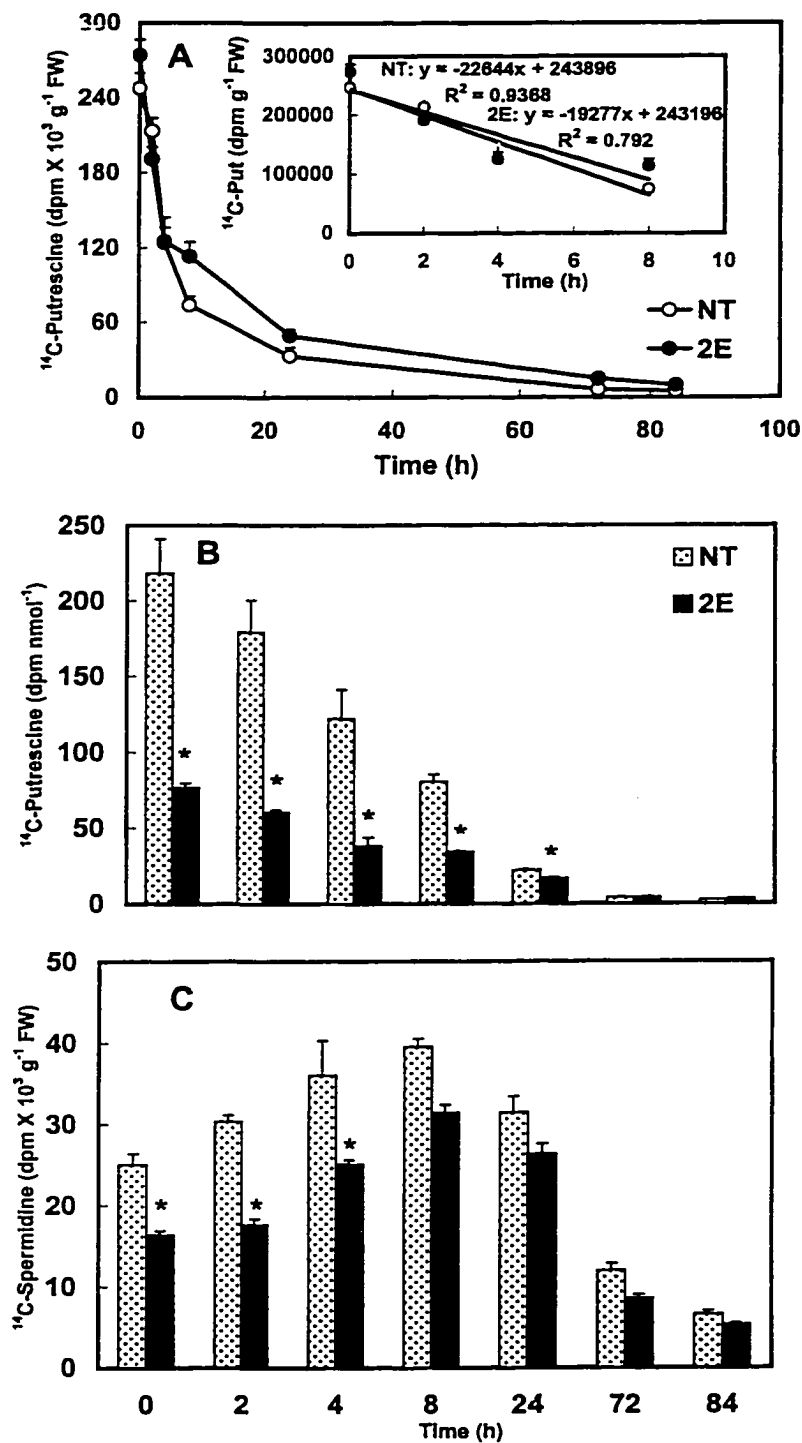 A
¹⁴C-Putrescine (dpm X 10³ g⁻¹ FW)
300
240
180
120
60
0
0 20 40 60 80 100
Time (h)
¹⁴C-Put (dpm g⁻¹ FW)
300000
200000
100000
0
0 2 4 6 8 10
Time (h)
NT: y = -22644x + 243896
R² = 0.9368
2E: y = -19277x + 243196
R² = 0.792
NT
2E
B
¹⁴C-Putrescine (dpm nmol⁻¹)
250
200
150
100
50
0
NT
2E
* * * * *
C
¹⁴C-Spermidine (dpm X 10³ g⁻¹ FW)
50
40
30
20
10
0
* * *
0 2 4 8 24 72 84
Time (h)